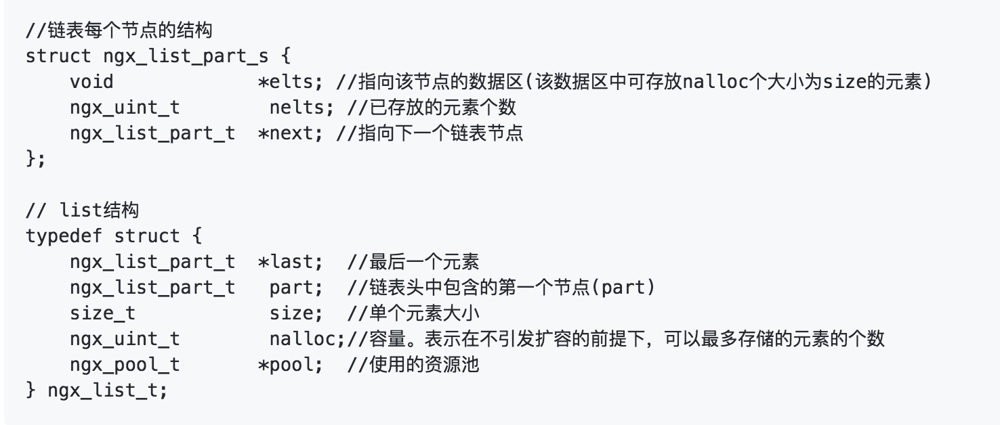 //链表每个节点的结构
struct ngx_list_part_s {
    void             *elts; //指向该节点的数据区(该数据区中可存放nalloc个大小为size的元素)
    ngx_uint_t        nelts; //已存放的元素个数
    ngx_list_part_t  *next; //指向下一个链表节点
};

// list结构
typedef struct {
    ngx_list_part_t  *last;  //最后一个元素
    ngx_list_part_t   part;  //链表头中包含的第一个节点(part)
    size_t            size;  //单个元素大小
    ngx_uint_t        nalloc;//容量。表示在不引发扩容的前提下，可以最多存储的元素的个数
    ngx_pool_t       *pool;  //使用的资源池
} ngx_list_t;